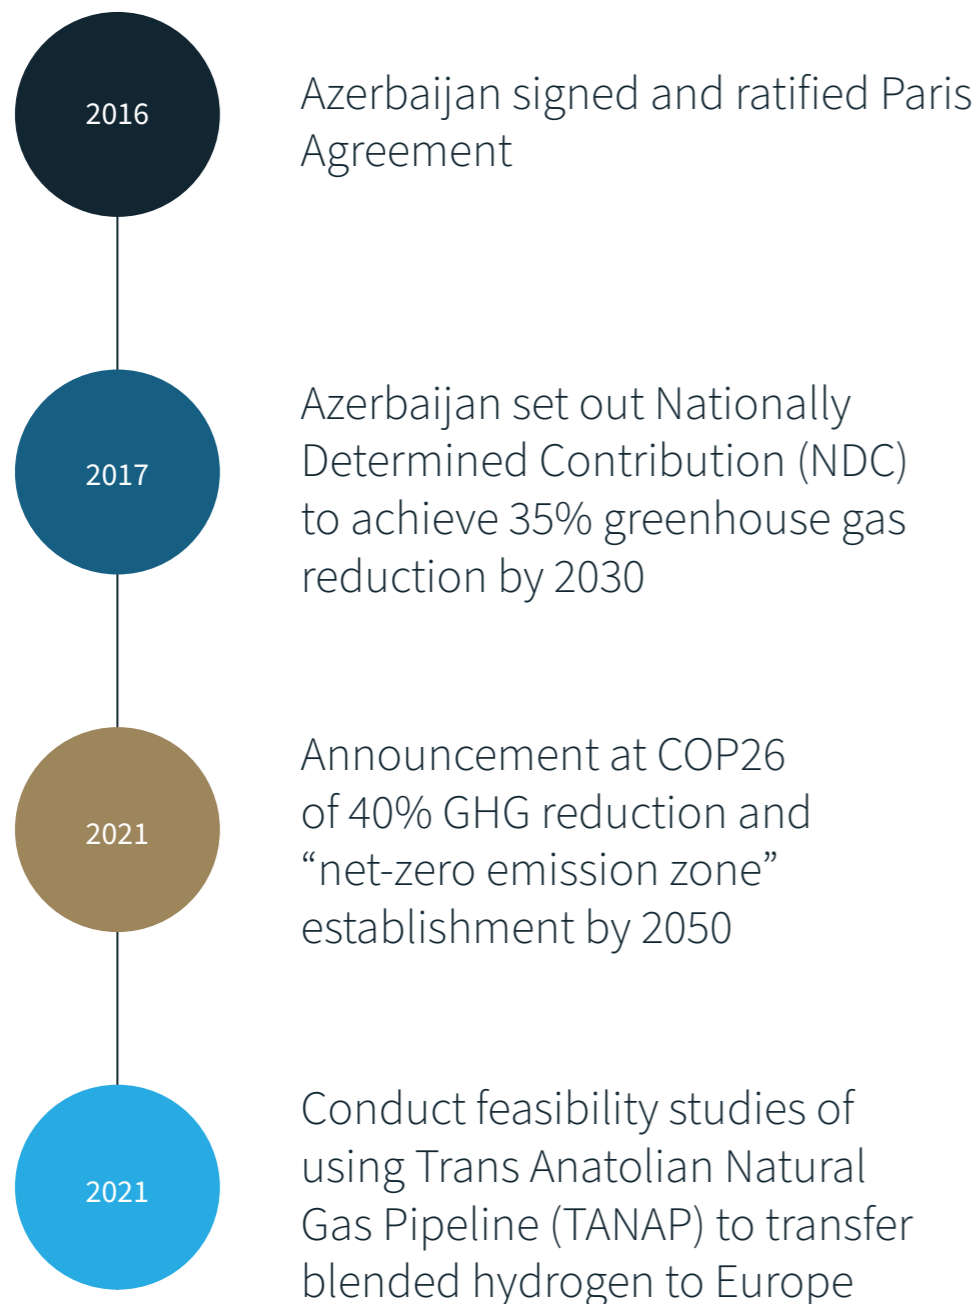 2016
Azerbaijan signed and ratified Paris
Agreement
2017
Azerbaijan set out Nationally
Determined Contribution (NDC)
to achieve 35% greenhouse gas
reduction by 2030
2021
Announcement at COP26
of 40% GHG reduction and
“net-zero emission zone”
establishment by 2050
2021
Conduct feasibility studies of
using Trans Anatolian Natural
Gas Pipeline (TANAP) to transfer
blended hydrogen to Europe